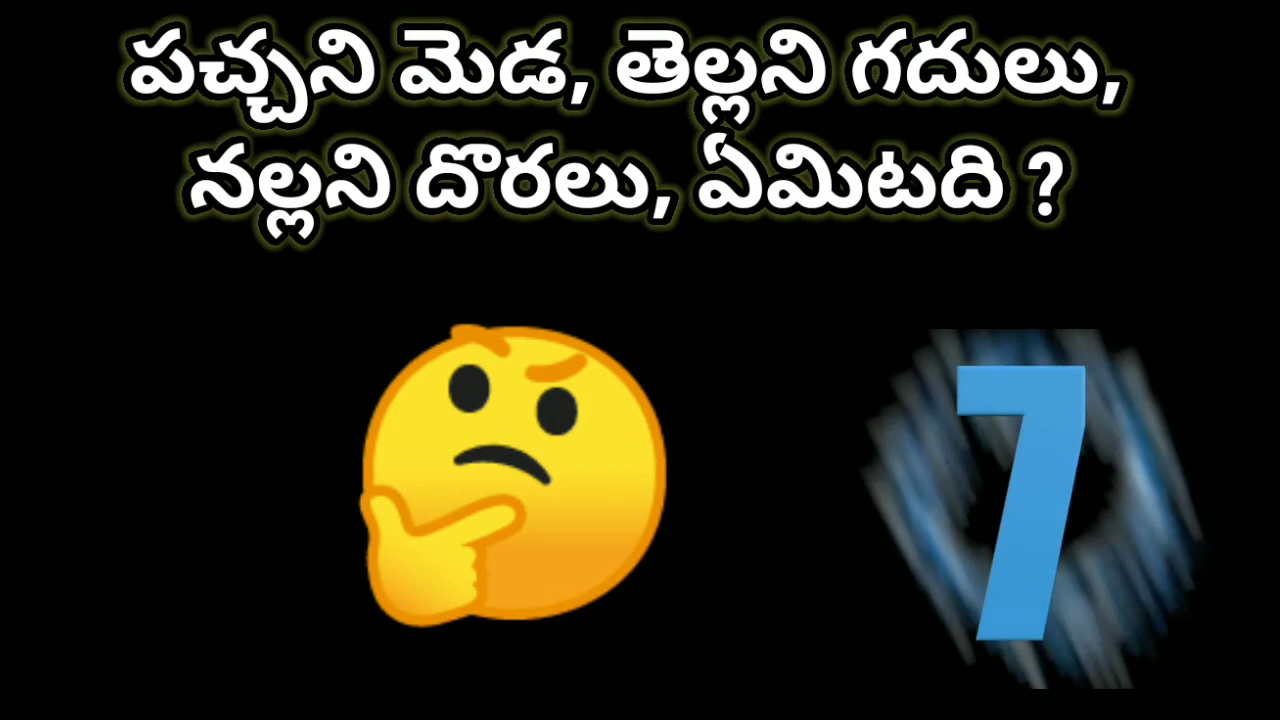 పచ్చని మెడ, తెల్లని గదులు,
నల్లని దొరలు, ఏమిటది ?
7